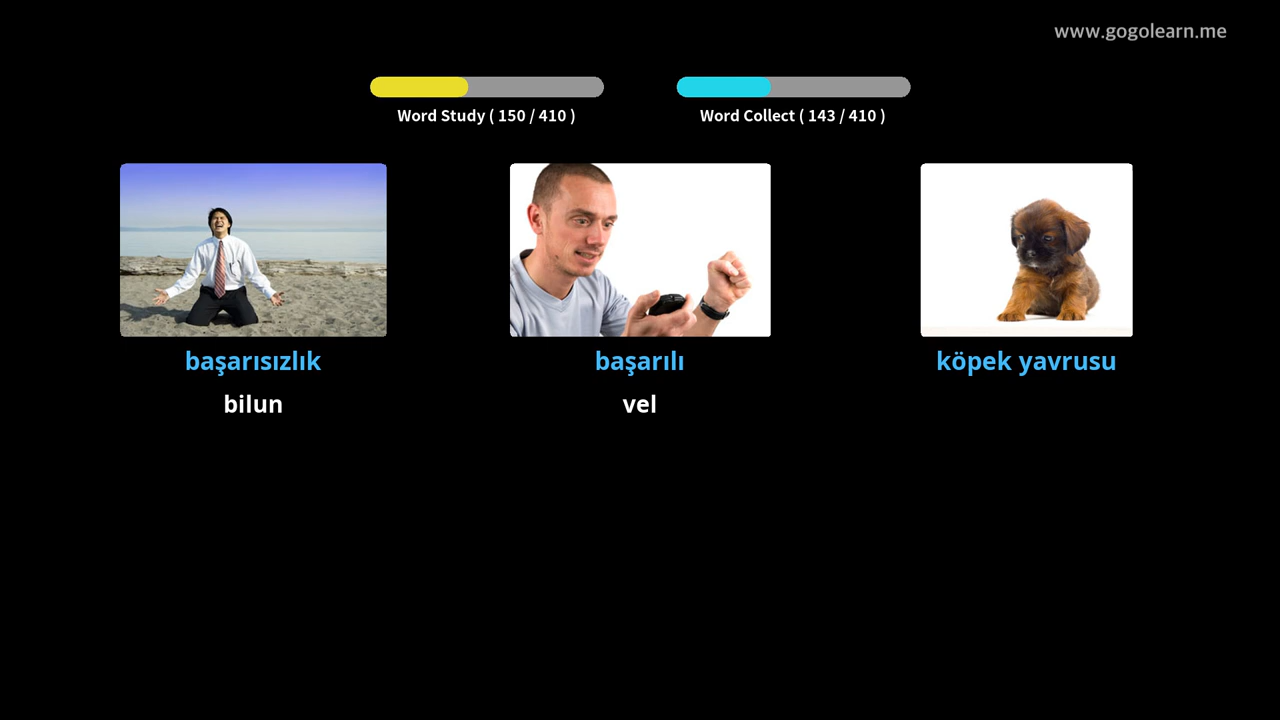 www.gogolearn.me
Word Study ( 150 / 410 )
Word Collect ( 143 / 410 )
başarısızlık
başarılı
köpek yavrusu
bilun
vel